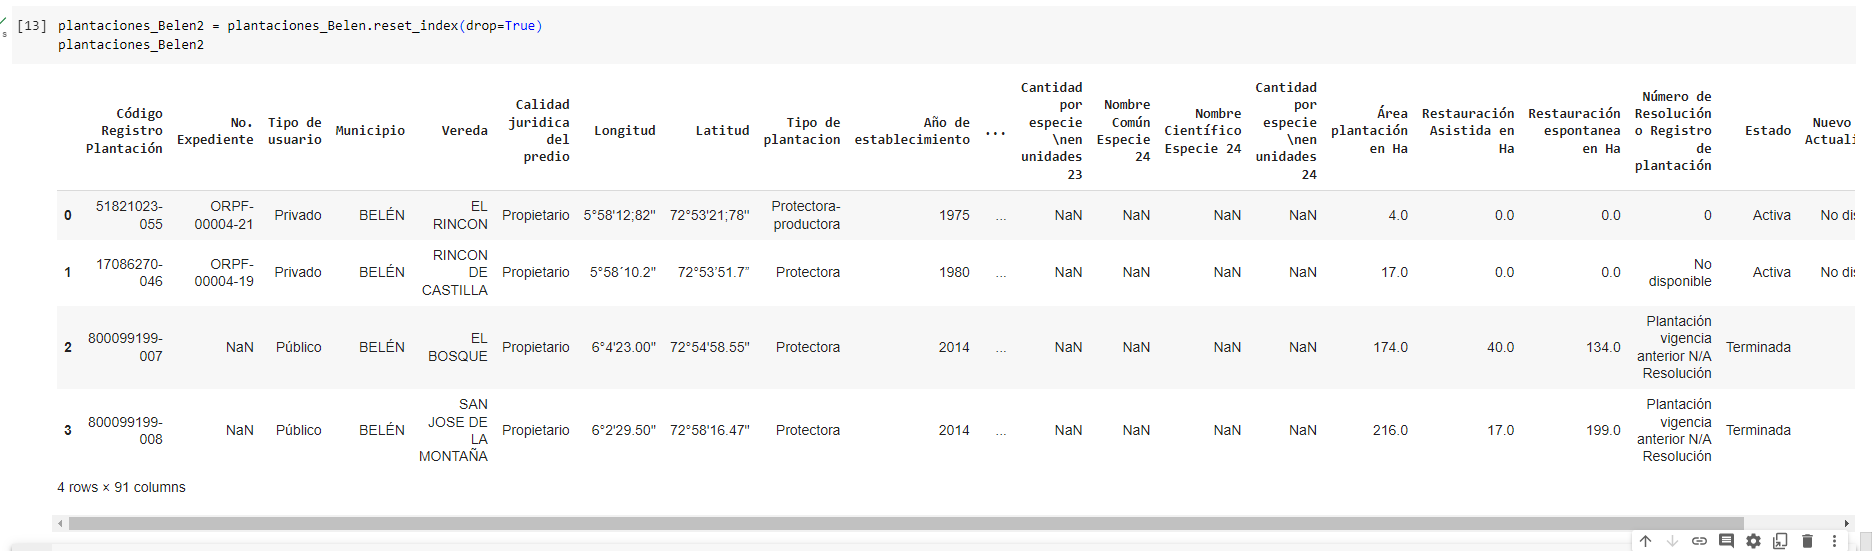 [13] plantaciones_Belen2 = plantaciones_Belen.reset_index(drop=True)
s
plantaciones_Belen2
Código Registro Plantación No. Expediente Tipo de usuario Municipio Vereda Calidad juridica del predio Longitud Latitud Tipo de plantacion Año de establecimiento ... Cantidad por especie \nen unidades 23 Nombre Común Especie 24 Nombre Científico Especie 24 Cantidad por especie \nen unidades 24 Área plantación en Ha Restauración Asistida en Ha Restauración espontanea en Ha Número de Resolución o Registro de plantación Estado Nuevo Actuali
0 51821023-055 ORPF-00004-21 Privado BELÉN EL RINCON Propietario 5°58'12;82" 72°53'21;78" Protectora-productora 1975 ... NaN NaN NaN NaN 4.0 0.0 0.0 0 Activa No dis
1 17086270-046 ORPF-00004-19 Privado BELÉN RINCON DE CASTILLA Propietario 5°58´10.2" 72°53’51.7” Protectora 1980 ... NaN NaN NaN NaN 17.0 0.0 0.0 No disponible Activa No dis
2 800099199-007 NaN Público BELÉN EL BOSQUE Propietario 6°4'23.00" 72°54'58.55" Protectora 2014 ... NaN NaN NaN NaN 174.0 40.0 134.0 Plantación vigencia anterior N/A Resolución Terminada
3 800099199-008 NaN Público BELÉN SAN JOSE DE LA MONTAÑA Propietario 6°2'29.50" 72°58'16.47" Protectora 2014 ... NaN NaN NaN NaN 216.0 17.0 199.0 Plantación vigencia anterior N/A Resolución Terminada
4 rows × 91 columns